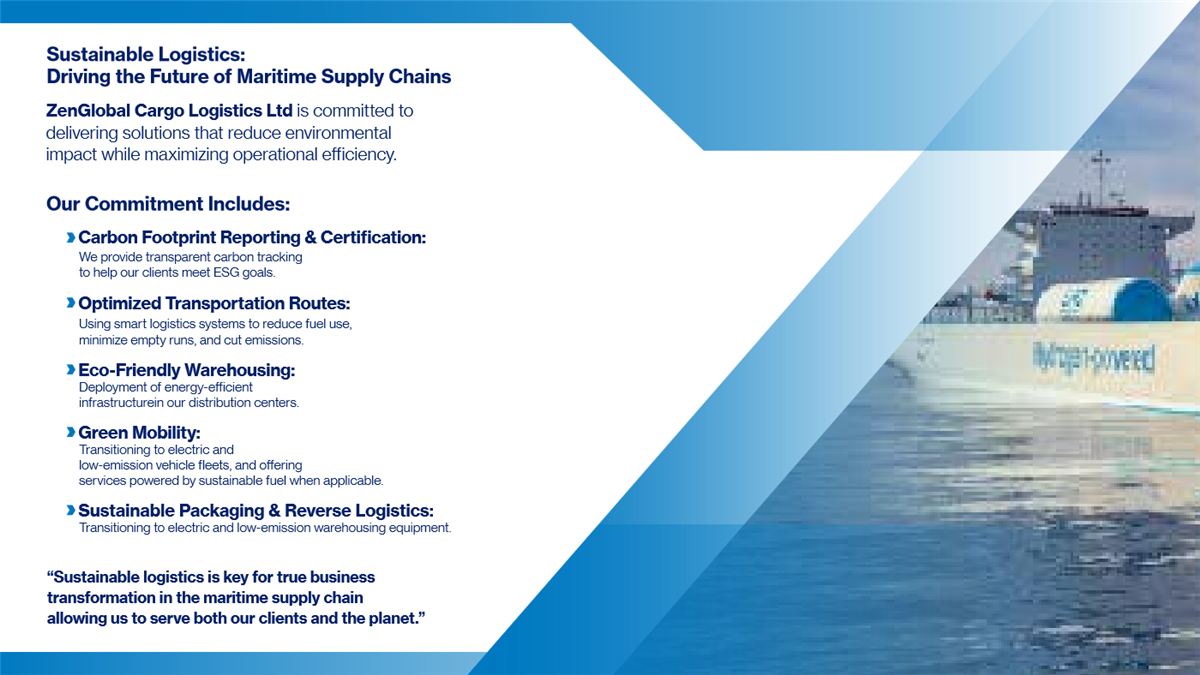 Sustainable Logistics:
Driving the Future of Maritime Supply Chains
ZenGlobal Cargo Logistics Ltd is committed to
delivering solutions that reduce environmental
impact while maximizing operational efficiency.
Our Commitment Includes:
Carbon Footprint Reporting & Certification:
We provide transparent carbon tracking
to help our clients meet ESG goals.
Optimized Transportation Routes:
Using smart logistics systems to reduce fuel use,
minimize empty runs, and cut emissions.
Eco-Friendly Warehousing:
Deployment of energy-efficient
infrastructurein our distribution centers.
Green Mobility:
Transitioning to electric and
low-emission vehicle fleets, and offering
services powered by sustainable fuel when applicable.
Sustainable Packaging & Reverse Logistics:
Transitioning to electric and low-emission warehousing equipment.
“Sustainable logistics is key for true business
transformation in the maritime supply chain
allowing us to serve both our clients and the planet.”
Hydrogen-powered